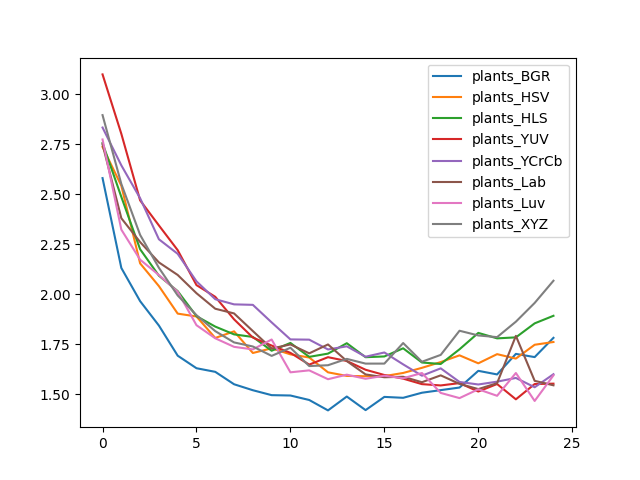 plants_BGR
plants_HSV
plants_HLS
plants_YUV
plants_YCrCb
plants_Lab
plants_Luv
plants_XYZ
3.00
2.75
2.50
2.25
2.00
1.75
1.50
0 5 10 15 20 25